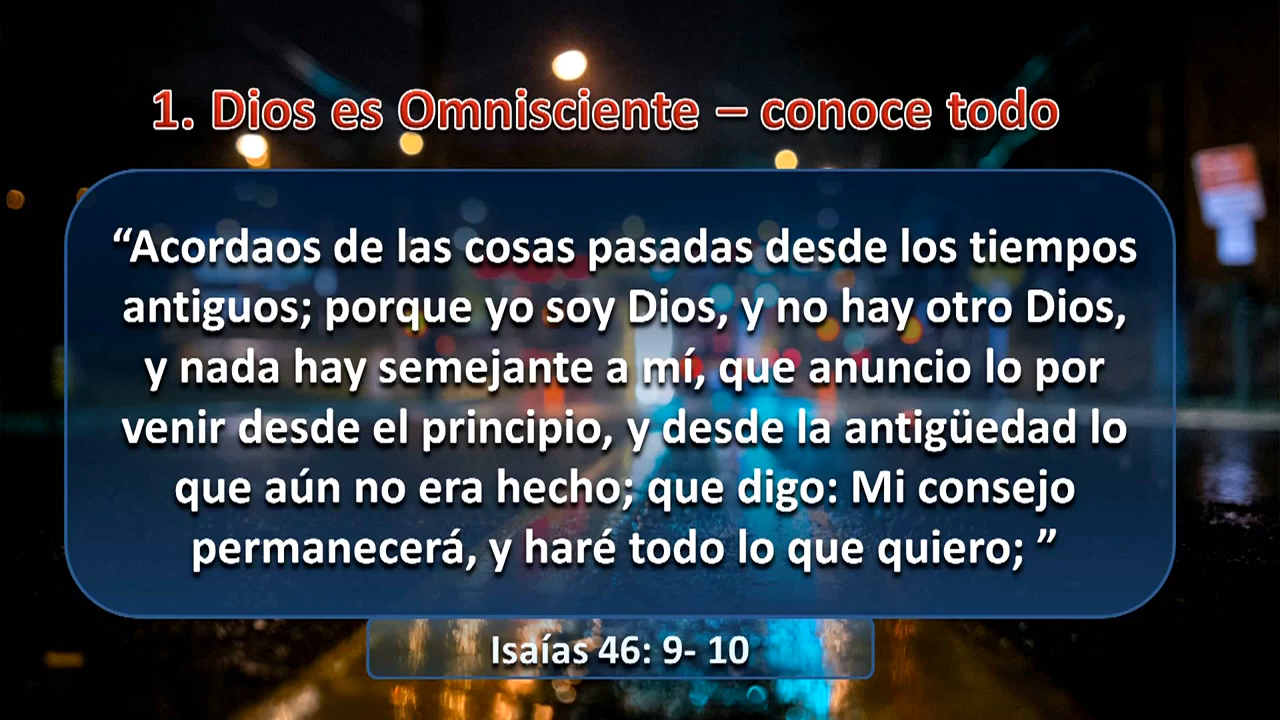 1. Dios es Omnisciente – conoce todo
“Acordaos de las cosas pasadas desde los tiempos
antiguos; porque yo soy Dios, y no hay otro Dios,
y nada hay semejante a mí, que anuncio lo por
venir desde el principio, y desde la antigüedad lo
que aún no era hecho; que digo: Mi consejo
permanecerá, y haré todo lo que quiero; ”
Isaías 46: 9- 10